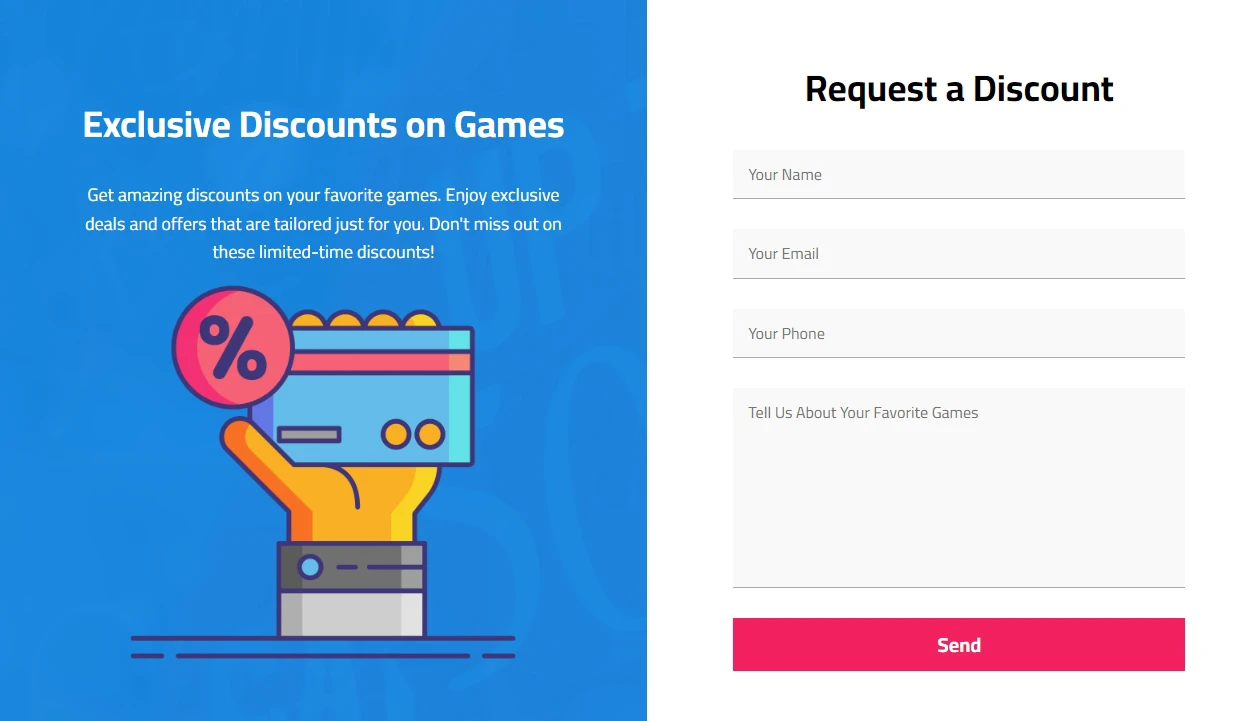 Exclusive Discounts on Games
Get amazing discounts on your favorite games. Enjoy exclusive
deals and offers that are tailored just for you. Don't miss out on
these limited-time discounts!
%
Request a Discount
Your Name
Your Email
Your Phone
Tell Us About Your Favorite Games
Send